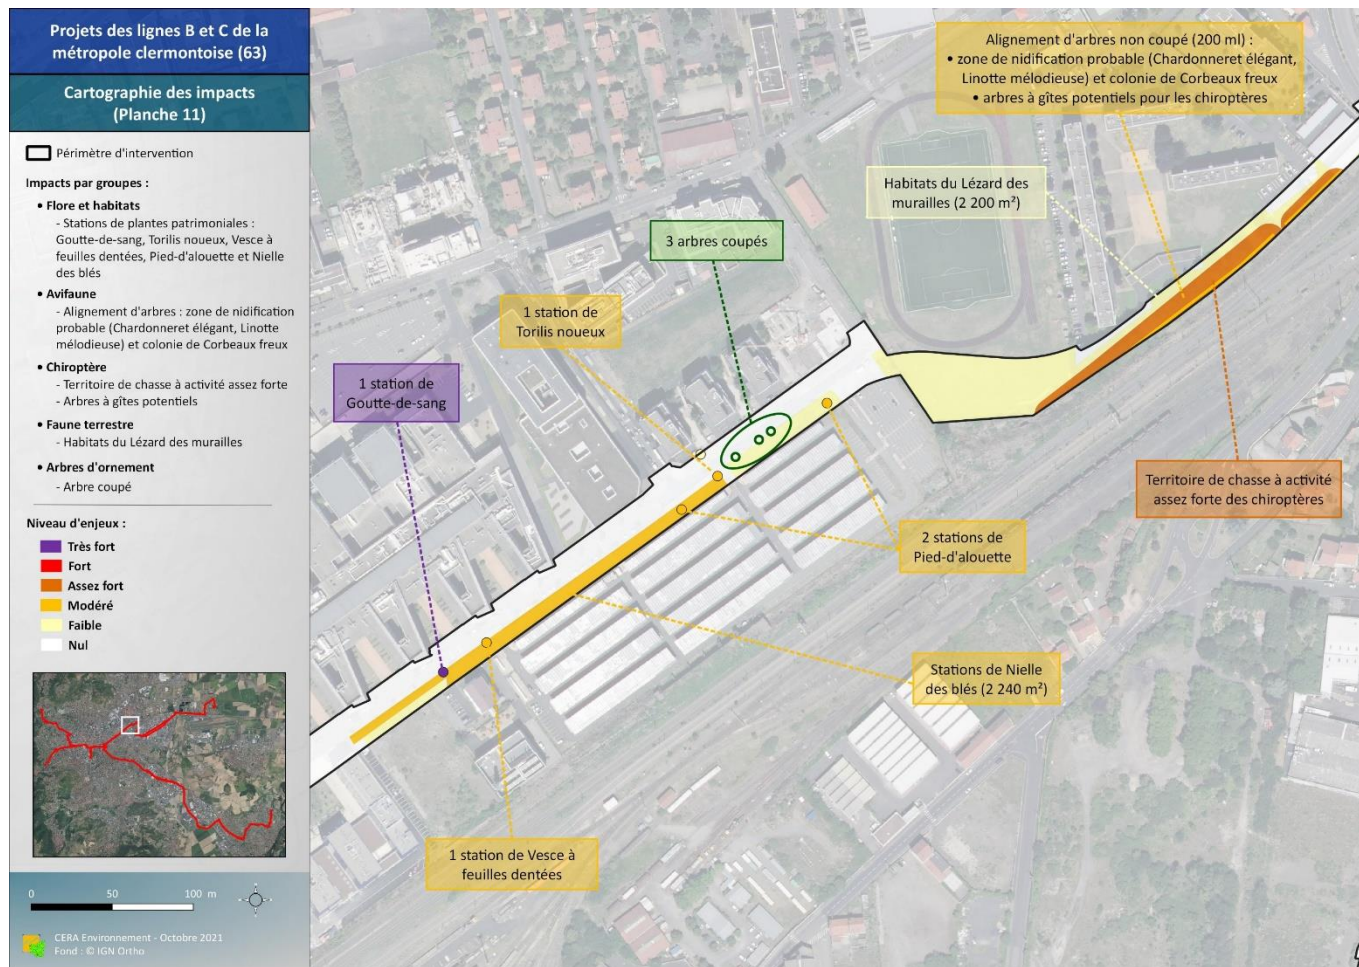 Projets des lignes B et C de la
métropole clermontoise (63)
Cartographie des impacts
(Planche 11)
Périmètre d'intervention
Impacts par groupes :
• Flore et habitats
- Stations de plantes patrimoniales :
Goutte-de-sang, Torilis noueux, Vesce à
feuilles dentées, Pied-d'alouette et Nielle
des blés
• Avifaune
- Alignement d'arbres : zone de nidification
probable (Chardonneret élégant, Linotte
mélodieuse) et colonie de Corbeaux freux
• Chiroptère
- Territoire de chasse à activité assez forte
- Arbres à gîtes potentiels
• Faune terrestre
- Habitats du Lézard des murailles
• Arbres d'ornement
- Arbre coupé
Niveau d'enjeux :
Très fort
Fort
Assez fort
Modéré
Faible
Nul
0 50 100 m
CERA Environnement - Octobre 2021
Fond : © IGN Ortho
Alignement d'arbres non coupé (200 ml) :
• zone de nidification probable (Chardonneret élégant,
Linotte mélodieuse) et colonie de Corbeaux freux
• arbres à gîtes potentiels pour les chiroptères
Habitats du Lézard des
murailles (2 200 m²)
3 arbres coupés
1 station de
Torilis noueux
1 station de
Goutte-de-sang
Territoire de chasse à activité
assez forte des chiroptères
2 stations de
Pied-d'alouette
Stations de Nielle
des blés (2 240 m²)
1 station de Vesce à
feuilles dentées